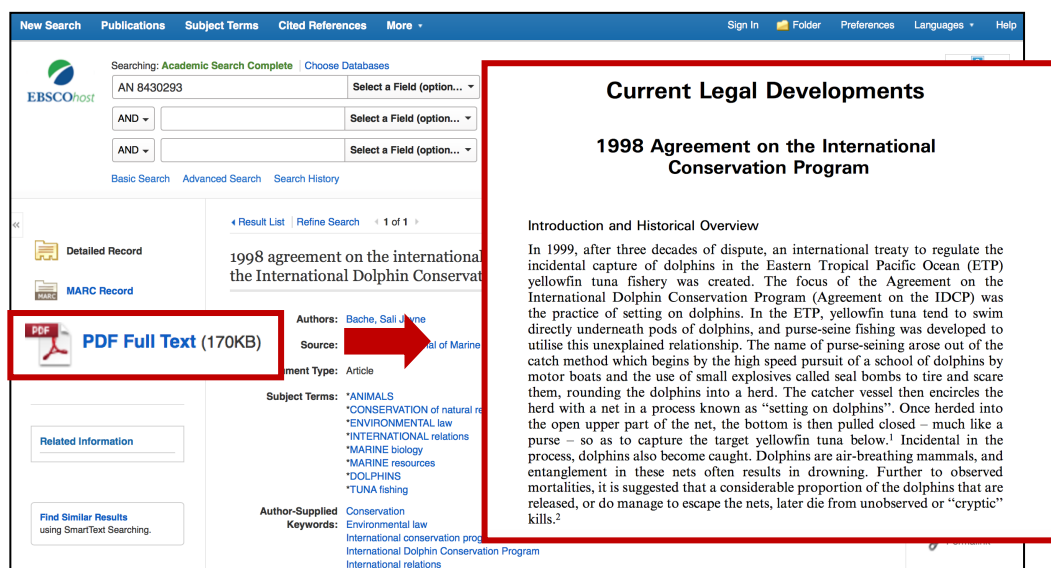 New Search Publications Subject Terms Cited References More
Sign In Folder Preferences Languages Help
EBSCOhost
Searching: Academic Search Complete Choose Databases
AN 8430293 Select a Field (option...
AND Select a Field (option...
AND Select a Field (option...
Basic Search Advanced Search Search History
«
Result List Refine Search 1 of 1
Detailed Record
MARC
MARC Record
PDF
PDF Full Text (170KB)
Related Information
Find Similar Results
using SmartText Searching.
1998 agreement on the international
the International Dolphin Conservat
Authors: Bache, Sali
Source: al of Marine
ument Type: Article
Subject Terms: *ANIMALS
*CONSERVATION of natural re
*ENVIRONMENTAL law
*INTERNATIONAL relations
*MARINE biology
*MARINE resources
*DOLPHINS
*TUNA fishing
Author-Supplied Conservation
Keywords: Environmental law
International conservation prog
International Dolphin Conservation Program
International relations
Current Legal Developments
1998 Agreement on the International
Conservation Program
Introduction and Historical Overview
In 1999, after three decades of dispute, an international treaty to regulate the
incidental capture of dolphins in the Eastern Tropical Pacific Ocean (ETP)
yellowfin tuna fishery was created. The focus of the Agreement on the
International Dolphin Conservation Program (Agreement on the IDCP) was
the practice of setting on dolphins. In the ETP, yellowfin tuna tend to swim
directly underneath pods of dolphins, and purse-seine fishing was developed to
utilise this unexplained relationship. The name of purse-seining arose out of the
catch method which begins by the high speed pursuit of a school of dolphins by
motor boats and the use of small explosives called seal bombs to tire and scare
them, rounding the dolphins into a herd. The catcher vessel then encircles the
herd with a net in a process known as “setting on dolphins”. Once herded into
the open upper part of the net, the bottom is then pulled closed – much like a
purse – so as to capture the target yellowfin tuna below.¹ Incidental in the
process, dolphins also become caught. Dolphins are air-breathing mammals, and
entanglement in these nets often results in drowning. Further to observed
mortalities, it is suggested that a considerable proportion of the dolphins that are
released, or do manage to escape the nets, later die from unobserved or “cryptic”
kills.²